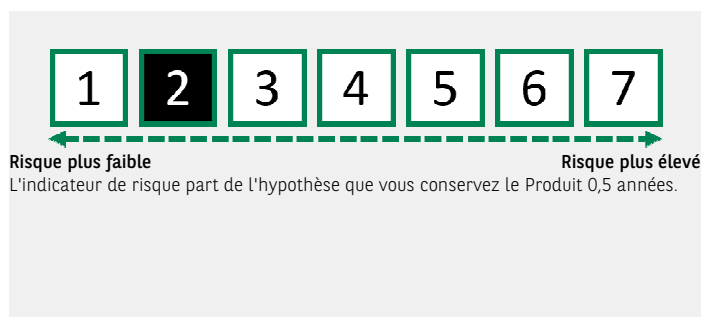 1 2 3 4 5 6 7
Risque plus faible Risque plus élevé
L'indicateur de risque part de l'hypothèse que vous conservez le Produit 0,5 années.